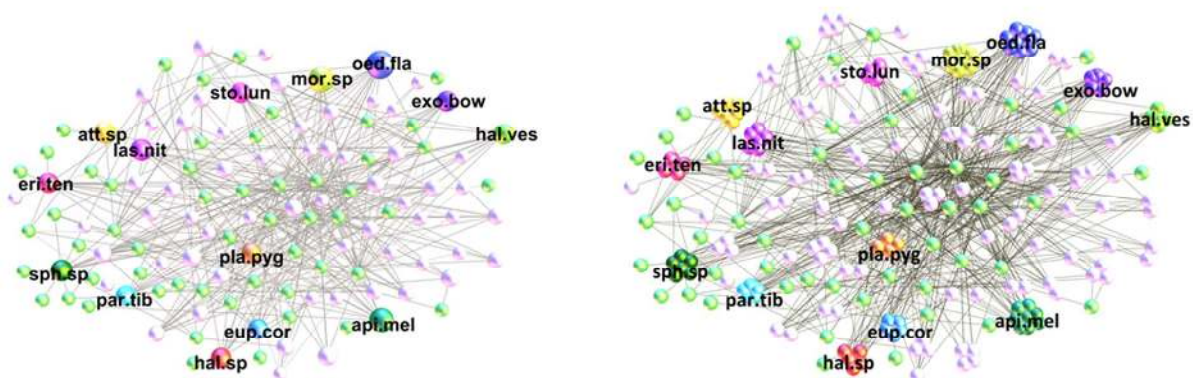 oed.fla
mor.sp
sto.lun
exo.bow
att.sp
hal.ves
las.nit
eri.ten
pla.pyg
sph.sp
par.tib
api.mel
eup.cor
hal.sp
oed.fla
mor.sp
sto.lun
exo.bow
att.sp
hal.ves
las.nit
eri.ten
pla.pyg
sph.sp
par.tib
api.mel
eup.cor
hal.sp